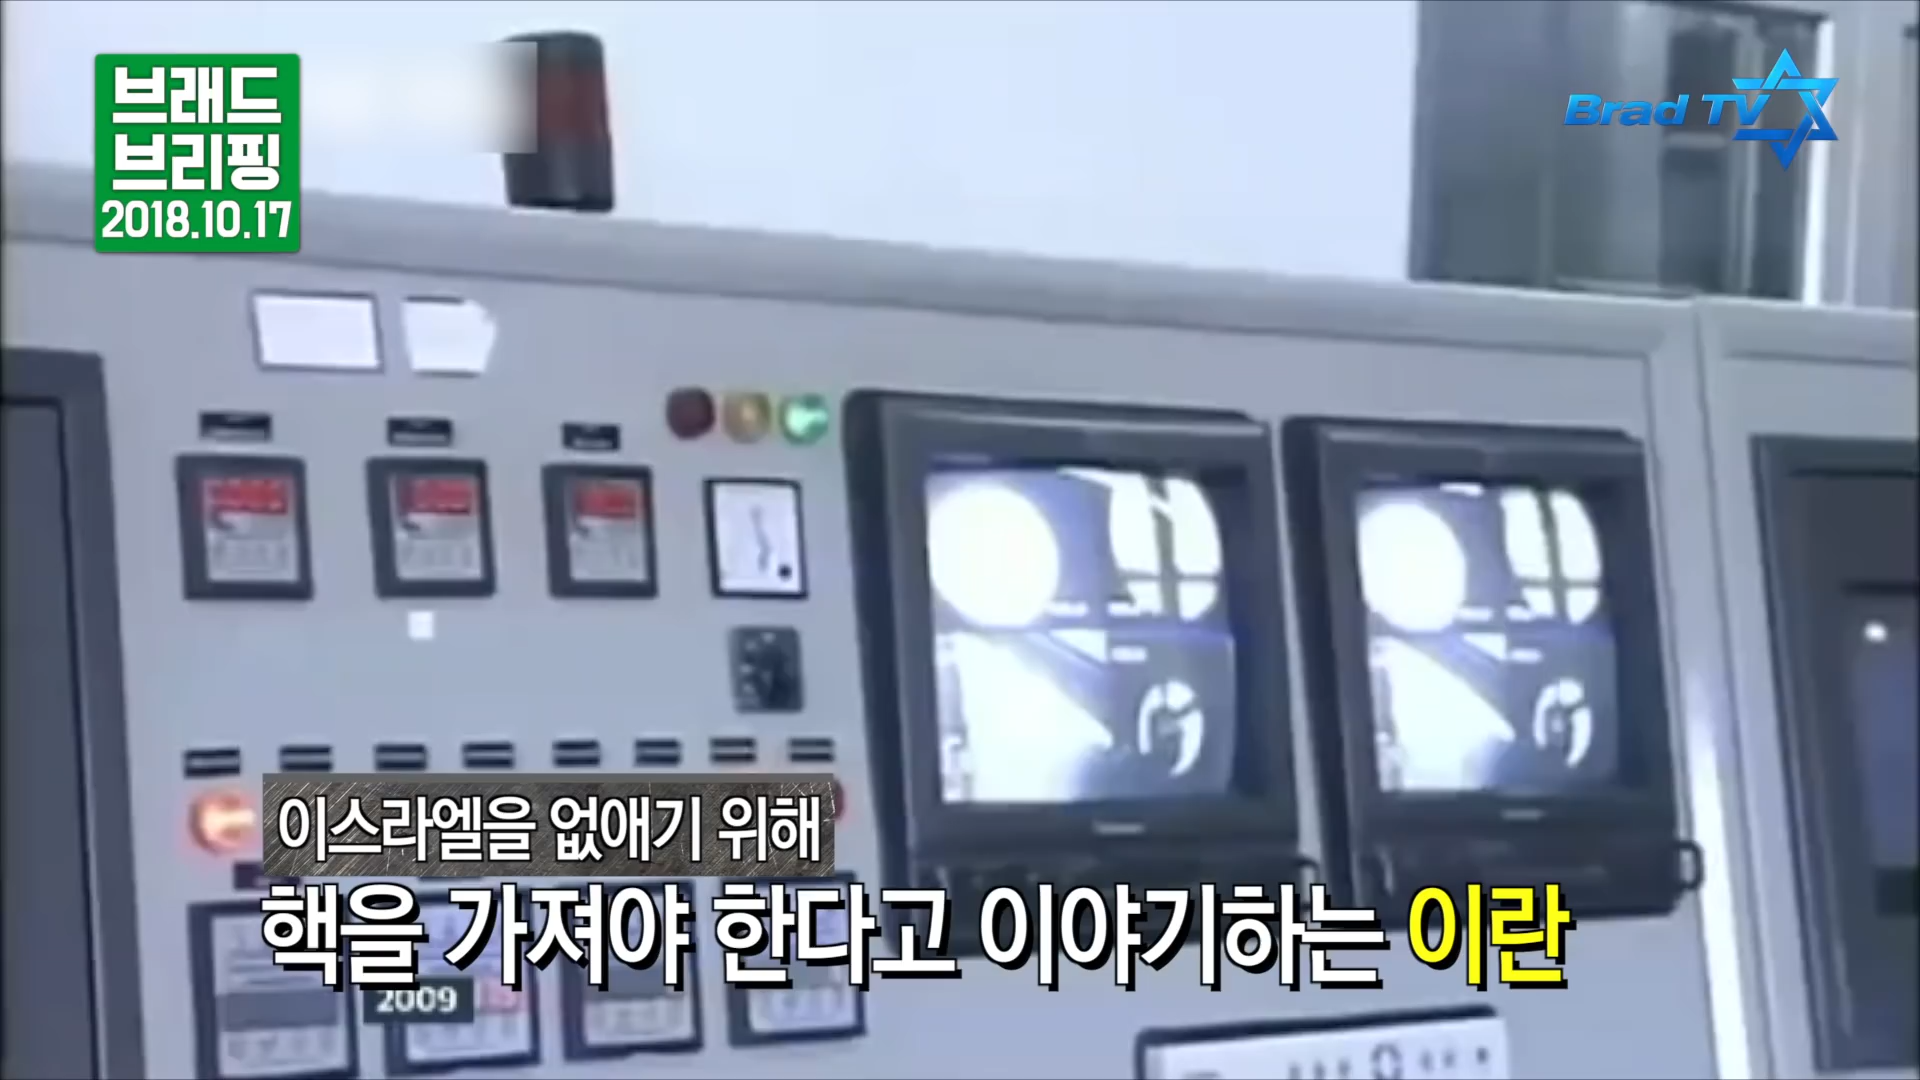 브래드
브리핑
2018.10.17
Brad TV
이스라엘을 없애기 위해
핵을 가져야 한다고 이야기하는 이란
2009